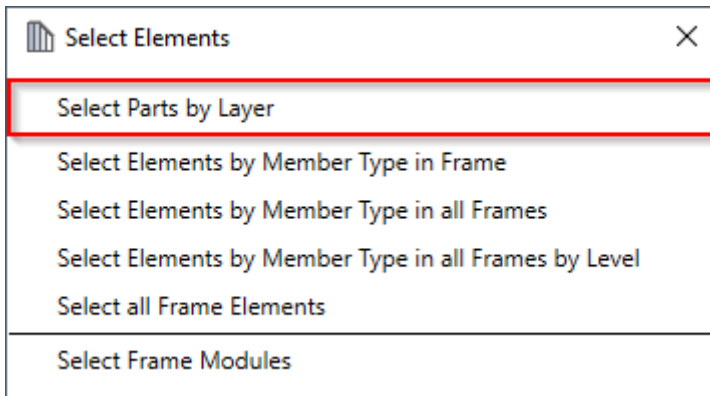 Select Elements
Select Parts by Layer
Select Elements by Member Type in Frame
Select Elements by Member Type in all Frames
Select Elements by Member Type in all Frames by Level
Select all Frame Elements
Select Frame Modules